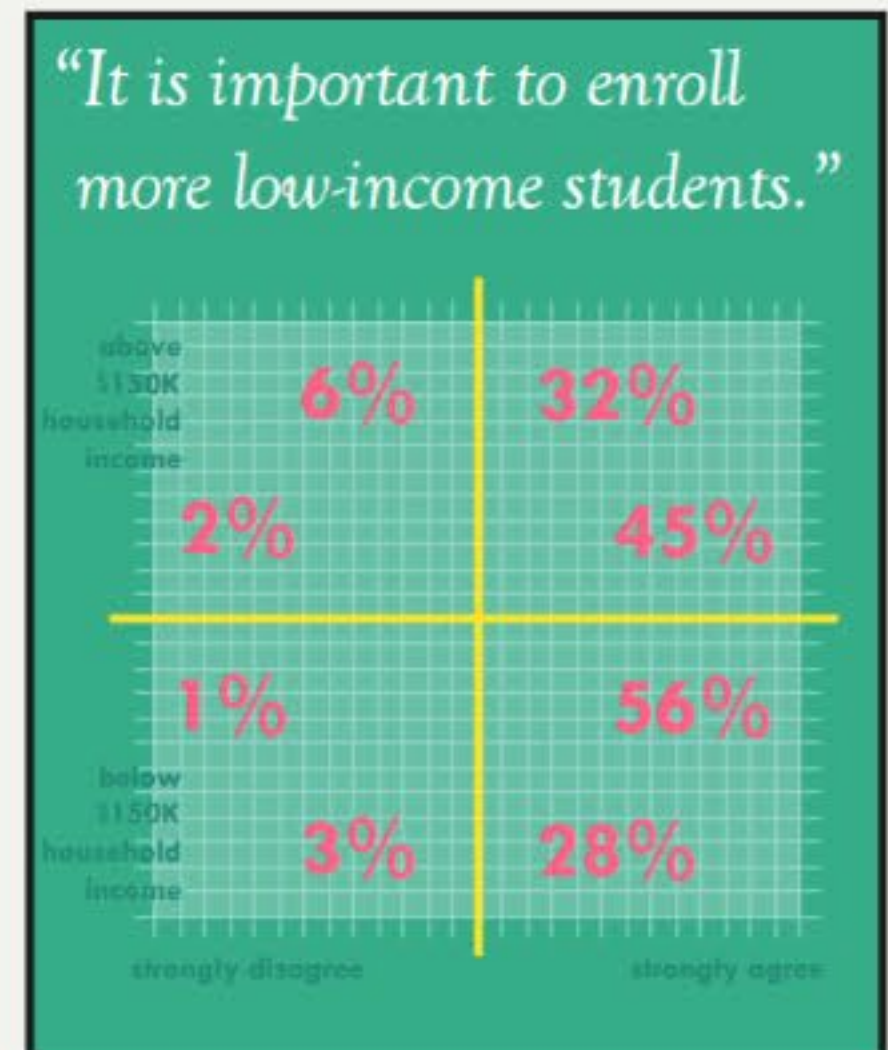 “It is important to enroll
more low-income students.”
above
$150K
household
income
6% 32%
2% 45%
1% 56%
below
$150K
household
income
3% 28%
strongly disagree strongly agree